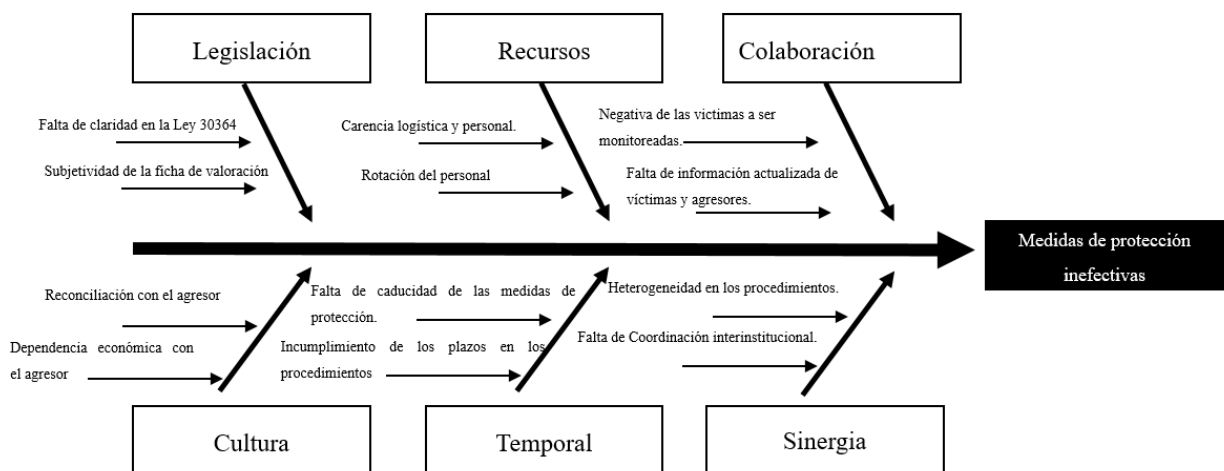 Legislación
Recursos
Colaboración
Falta de claridad en la Ley 30364
Subjetividad de la ficha de valoración
Carencia logística y personal.
Rotación del personal
Negativa de las victimas a ser
monitoreadas.
Falta de información actualizada de
víctimas y agresores.
Medidas de protección
inefectivas
Reconciliación con el agresor
Dependencia económica con
el agresor
Falta de caducidad de las medidas de
protección.
Incumplimiento de los plazos en los
procedimientos
Heterogeneidad en los procedimientos.
Falta de Coordinación interinstitucional.
Cultura
Temporal
Sinergia